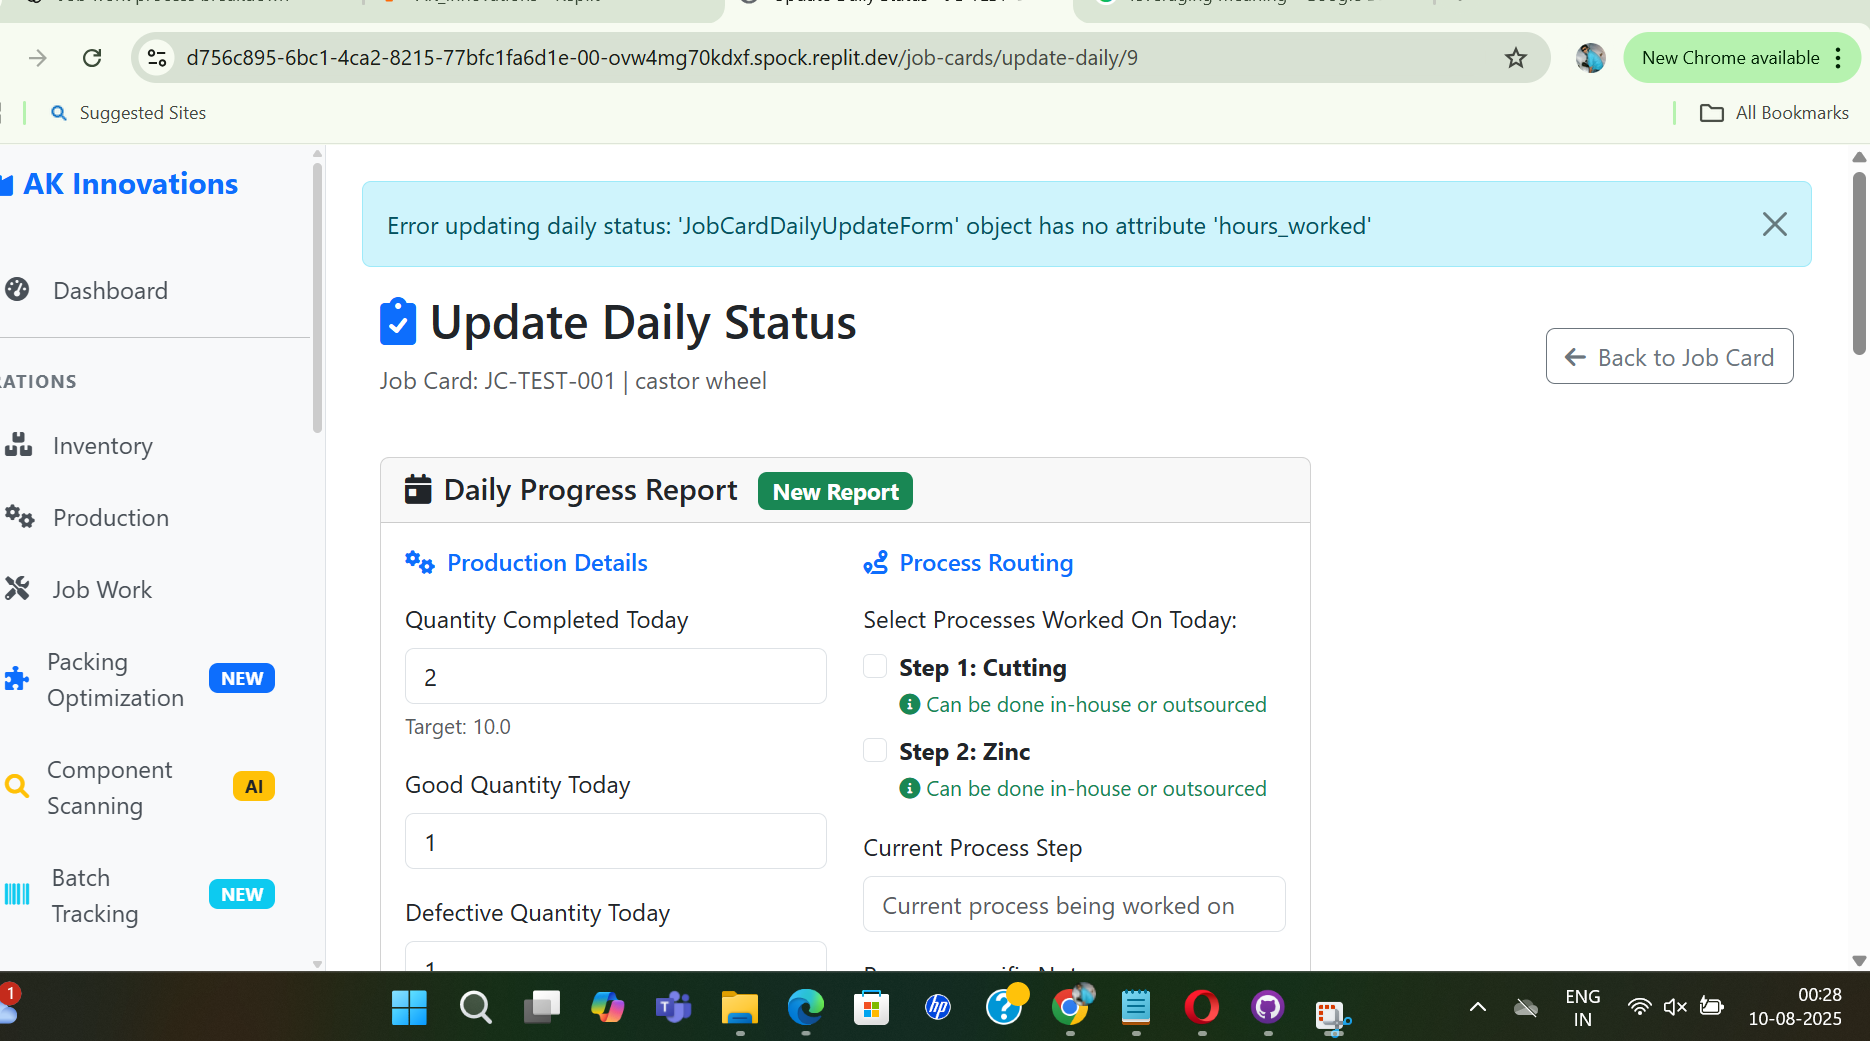 d756c895-6bc1-4ca2-8215-77bfc1fa6d1e-00-ovw4mg70kdxf.spock.replit.dev/job-cards/update-daily/9
New Chrome available
Suggested Sites
All Bookmarks
AK Innovations
Error updating daily status: 'JobCardDailyUpdateForm' object has no attribute 'hours_worked'
Dashboard
Update Daily Status
Back to Job Card
Job Card: JC-TEST-001 | castor wheel
RATIONS
Inventory
Production
Job Work
Packing
Optimization
NEW
Component
Scanning
AI
Batch
Tracking
NEW
Daily Progress Report
New Report
Production Details
Quantity Completed Today
2
Target: 10.0
Good Quantity Today
1
Defective Quantity Today
1
Process Routing
Select Processes Worked On Today:
Step 1: Cutting
Can be done in-house or outsourced
Step 2: Zinc
Can be done in-house or outsourced
Current Process Step
Current process being worked on
1
ENG
IN
00:28
10-08-2025